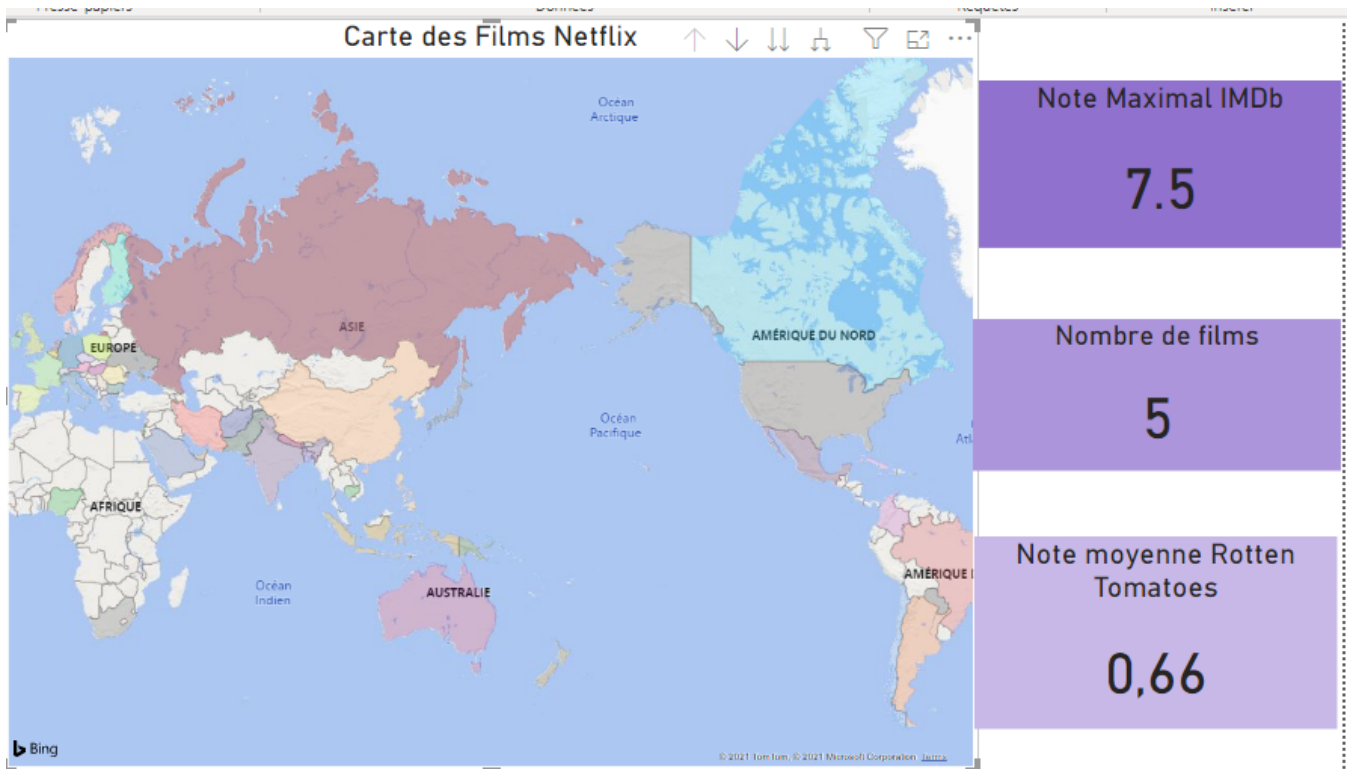 Carte des Films Netflix
Océan
Arctique
ASIE
EUROPE
AMÉRIQUE DU NORD
Océan
Pacifique
AFRIQUE
Océan
Indien
AUSTRALIE
AMÉRIQUE
Bing
© 2021 TomTom, © 2021 Microsoft Corporation Terms
Note Maximal IMDb
7.5
Nombre de films
5
Note moyenne Rotten
Tomatoes
0,66